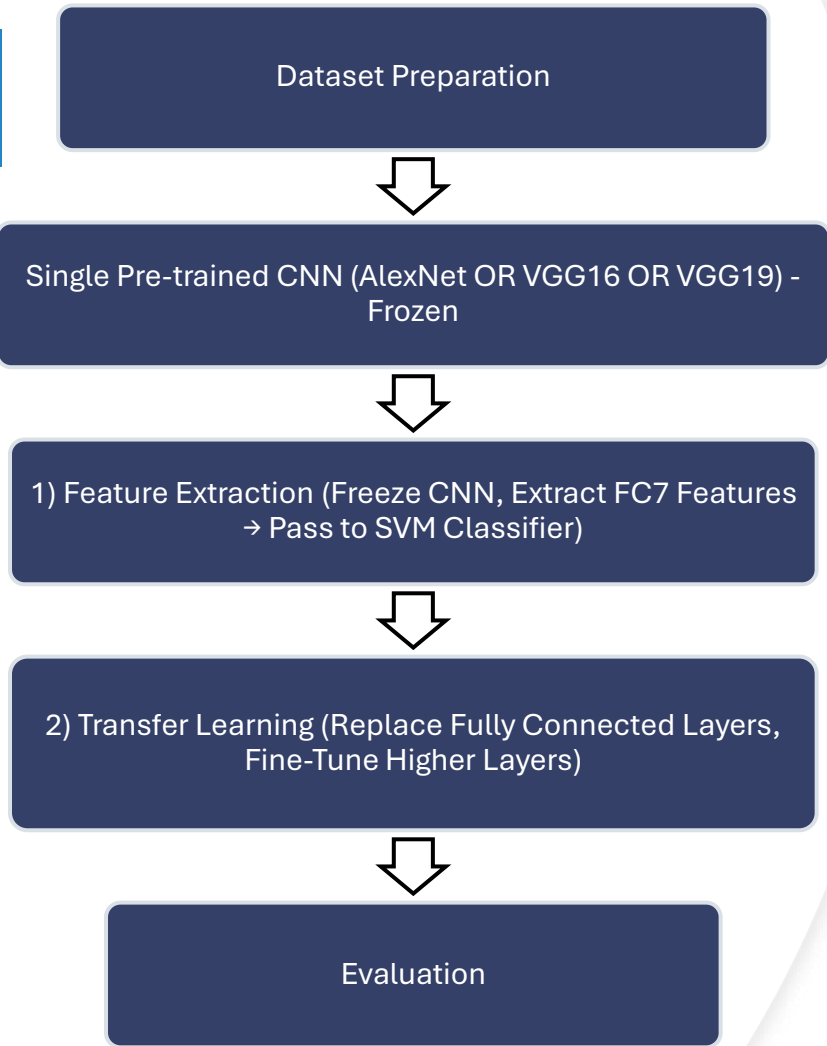 Dataset Preparation
Single Pre-trained CNN (AlexNet OR VGG16 OR VGG19) -
Frozen
1) Feature Extraction (Freeze CNN, Extract FC7 Features
→ Pass to SVM Classifier)
2) Transfer Learning (Replace Fully Connected Layers,
Fine-Tune Higher Layers)
Evaluation